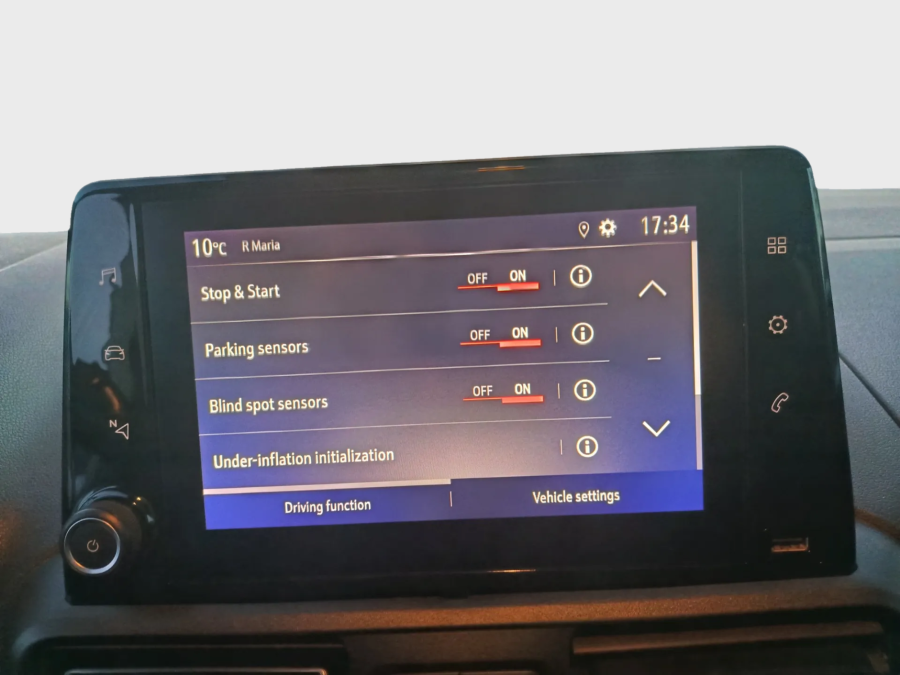 10°C R Maria 17:34
Stop & Start OFF ON
Parking sensors OFF ON
Blind spot sensors OFF ON
Under-inflation initialization
Driving function Vehicle settings
N